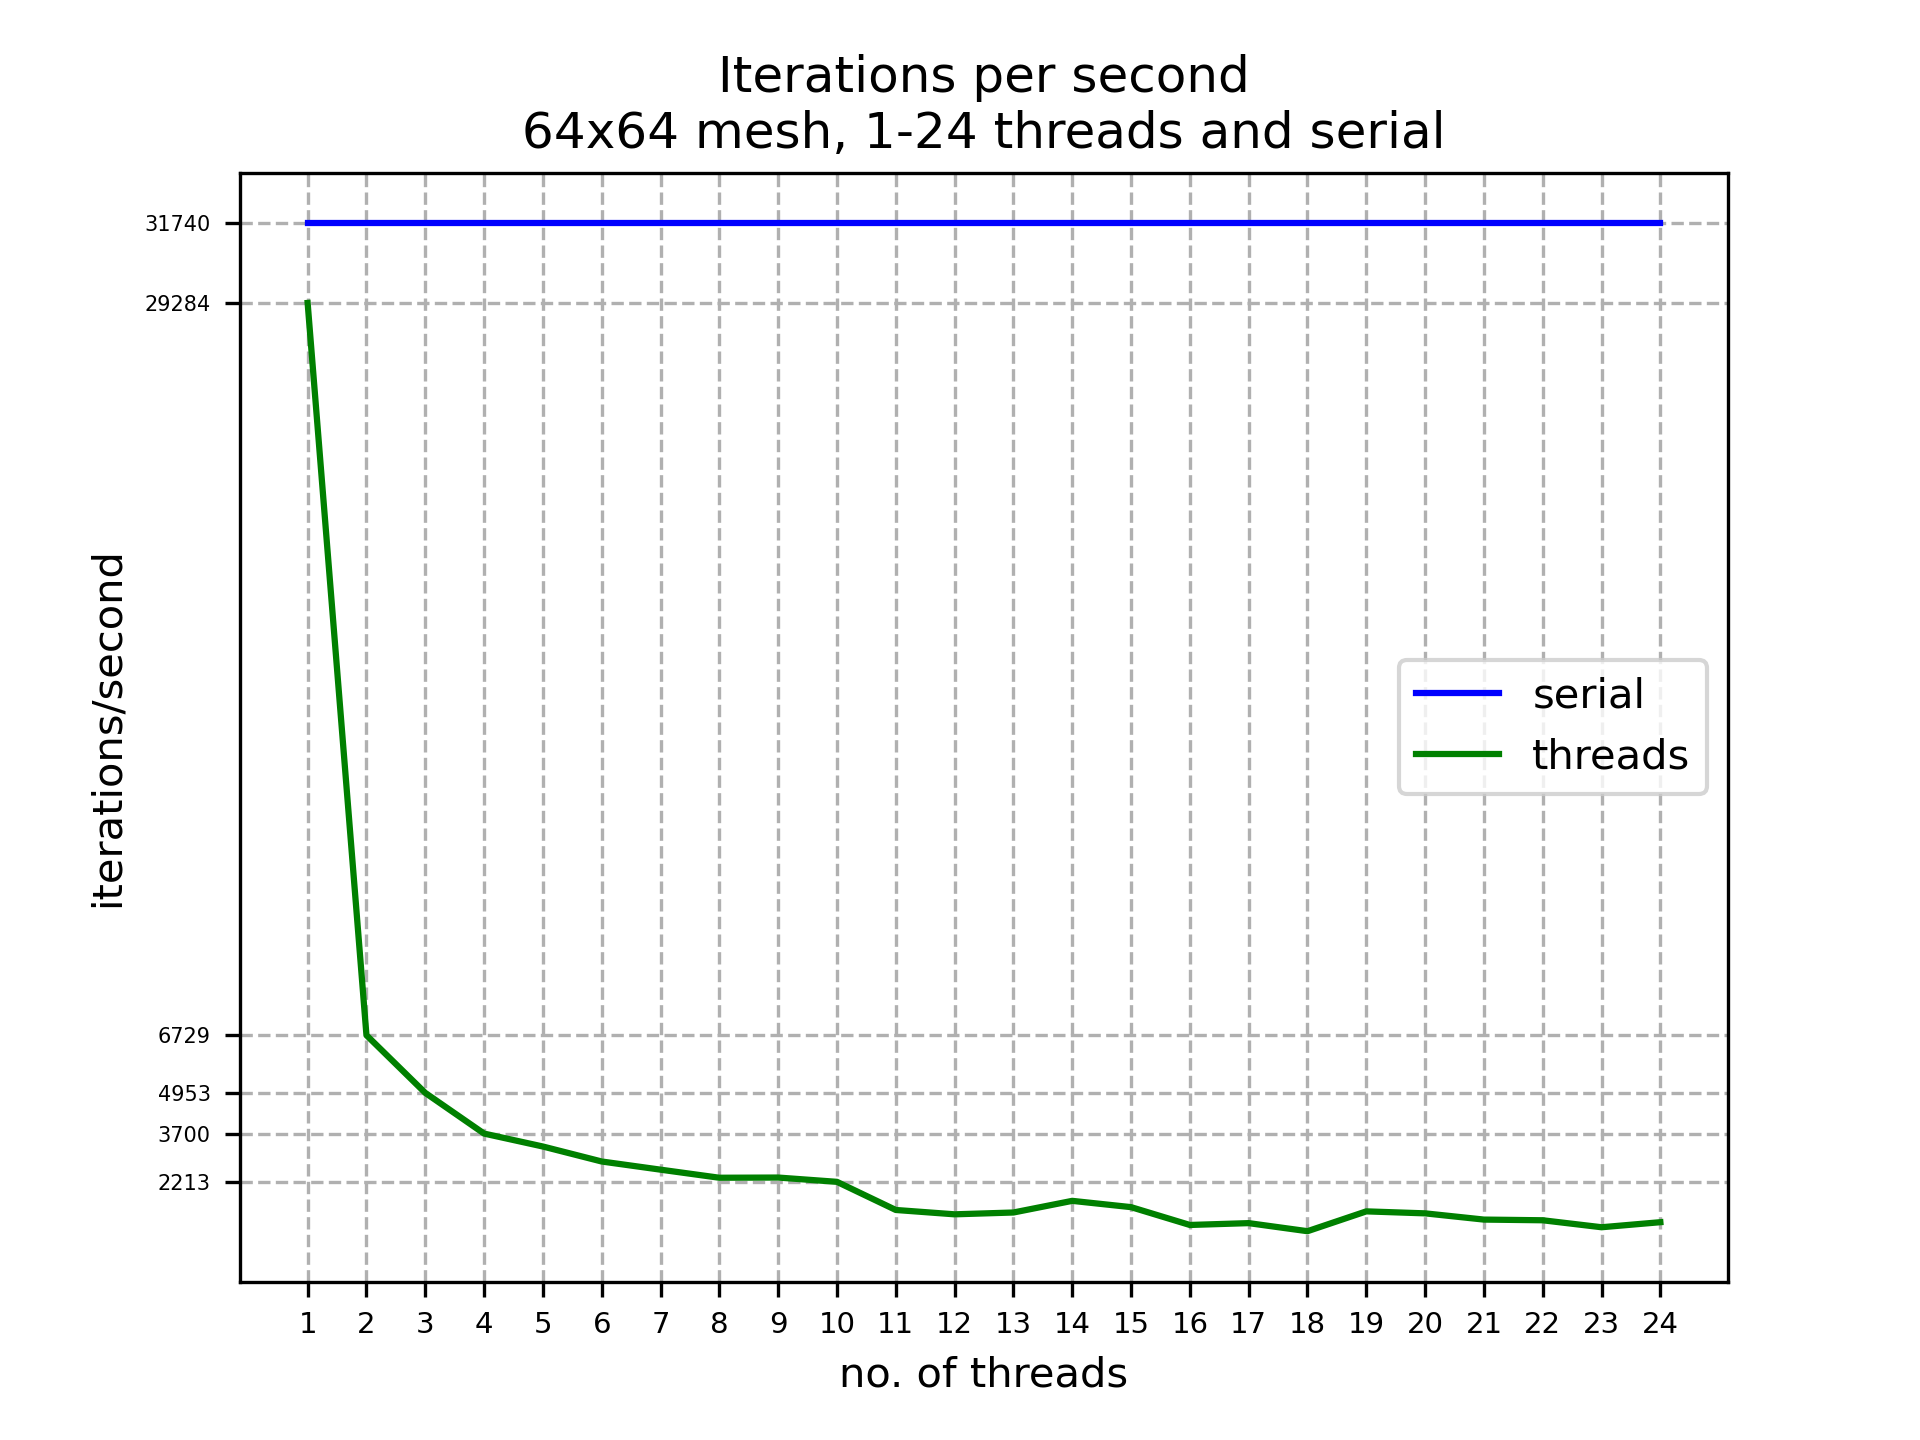 Iterations per second
64x64 mesh, 1-24 threads and serial
31740
29284
6729
4953
3700
2213
iterations/second
serial
threads
1 2 3 4 5 6 7 8 9 10 11 12 13 14 15 16 17 18 19 20 21 22 23 24
no. of threads